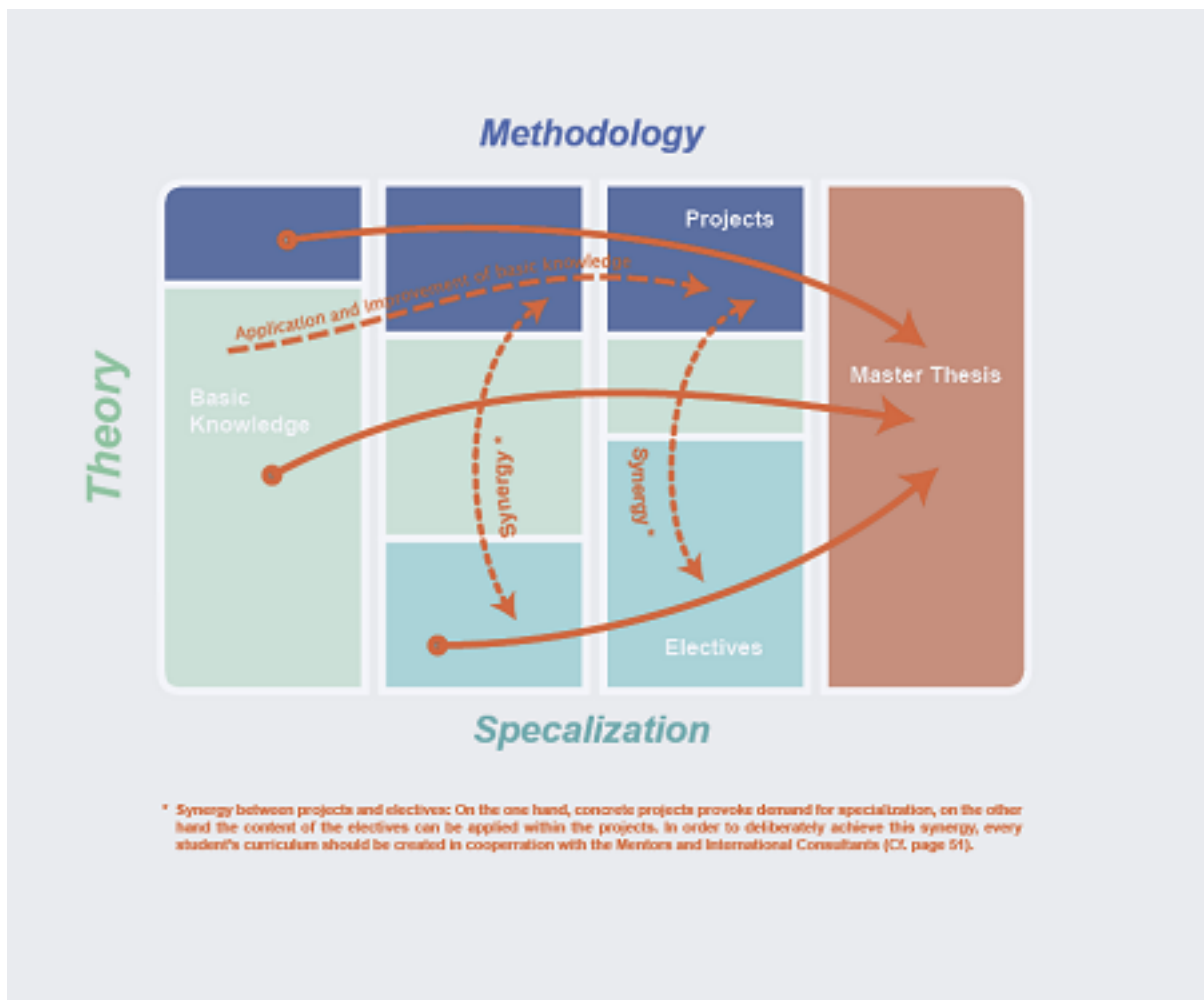 Methodology
Projects
Application and improvement of basic knowledge
Master Thesis
Basic
Knowledge
Theory
Synergy *
Synergy *
Electives
Specalization
* Synergy between projects and electives: On the one hand, concrete projects provoke demand for specialization, on the other
hand the content of the electives can be applied within the projects. In order to deliberately achieve this synergy, every
student's curriculum should be created in cooperration with the Mentors and International Consultants (Cf. page 51).